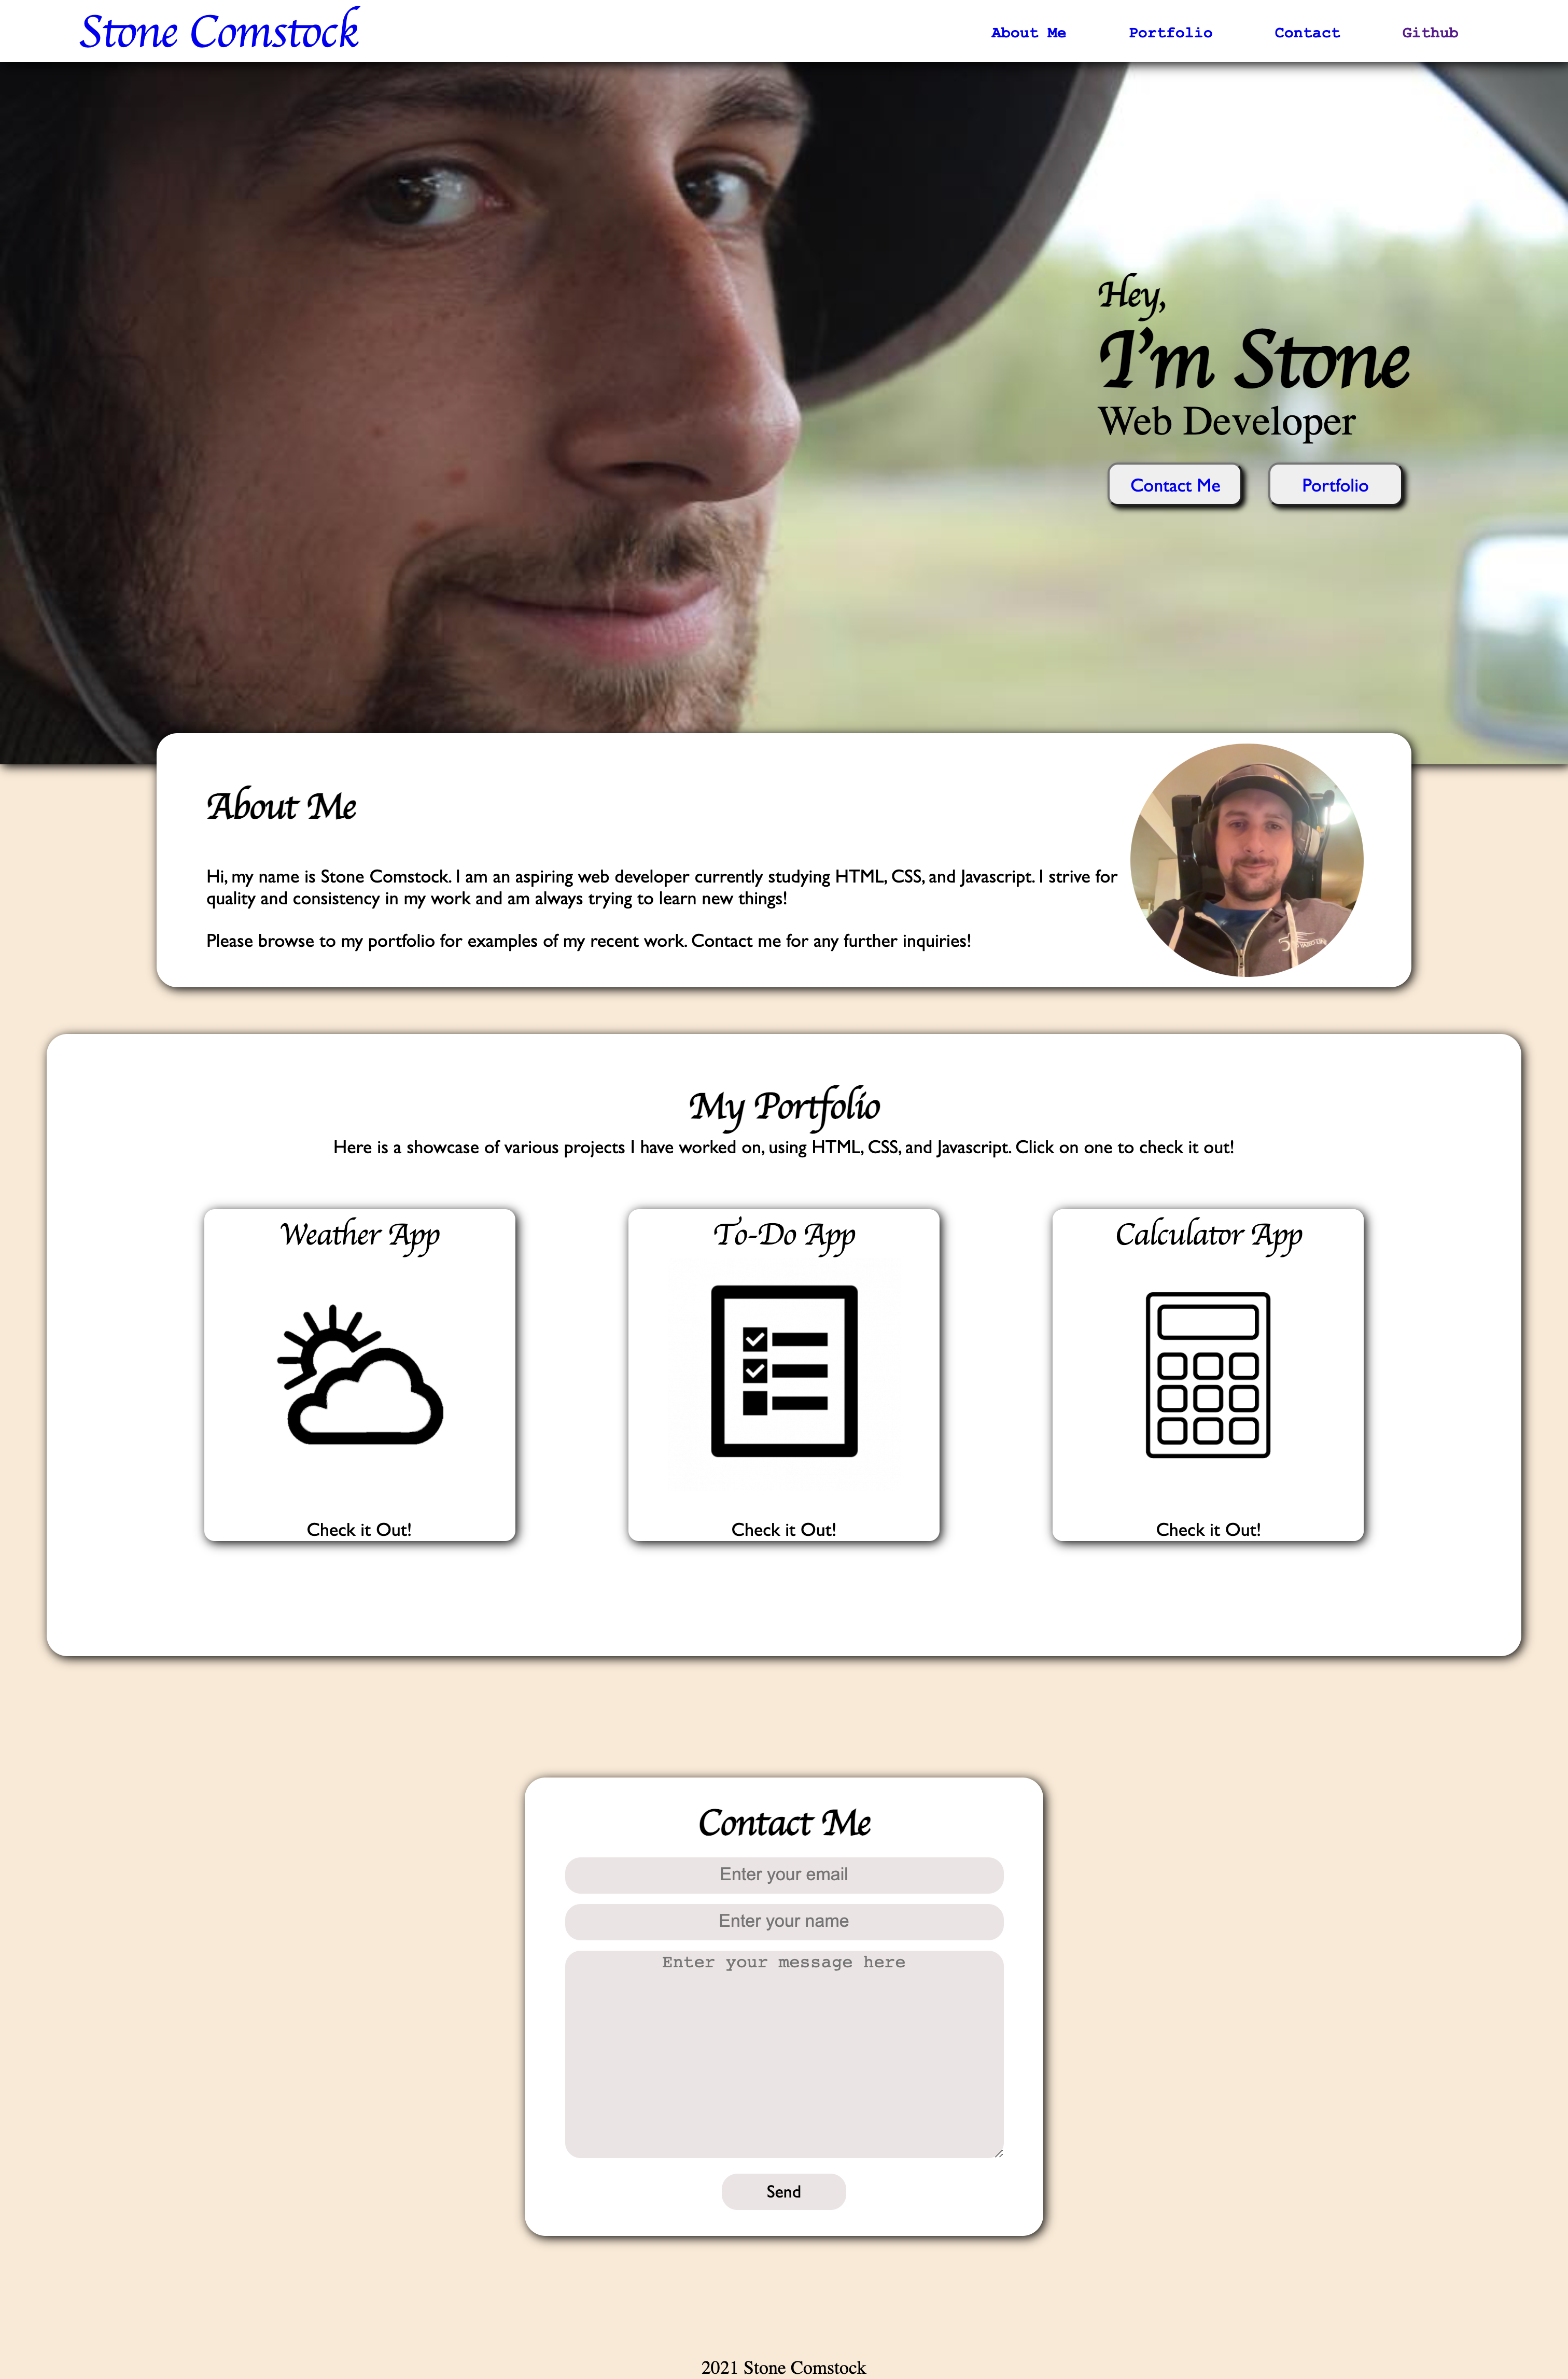 Stone Comstock
About Me
Portfolio
Contact
Github
Hey,
I'm Stone
Web Developer
Contact Me
Portfolio
About Me
Hi, my name is Stone Comstock. I am an aspiring web developer currently studying HTML, CSS, and Javascript. I strive for
quality and consistency in my work and am always trying to learn new things!
Please browse to my portfolio for examples of my recent work. Contact me for any further inquiries!
My Portfolio
Here is a showcase of various projects I have worked on, using HTML, CSS, and Javascript. Click on one to check it out!
Weather App
Check it Out!
To-Do App
Check it Out!
Calculator App
Check it Out!
Contact Me
Enter your email
Enter your name
Enter your message here
Send
2021 Stone Comstock